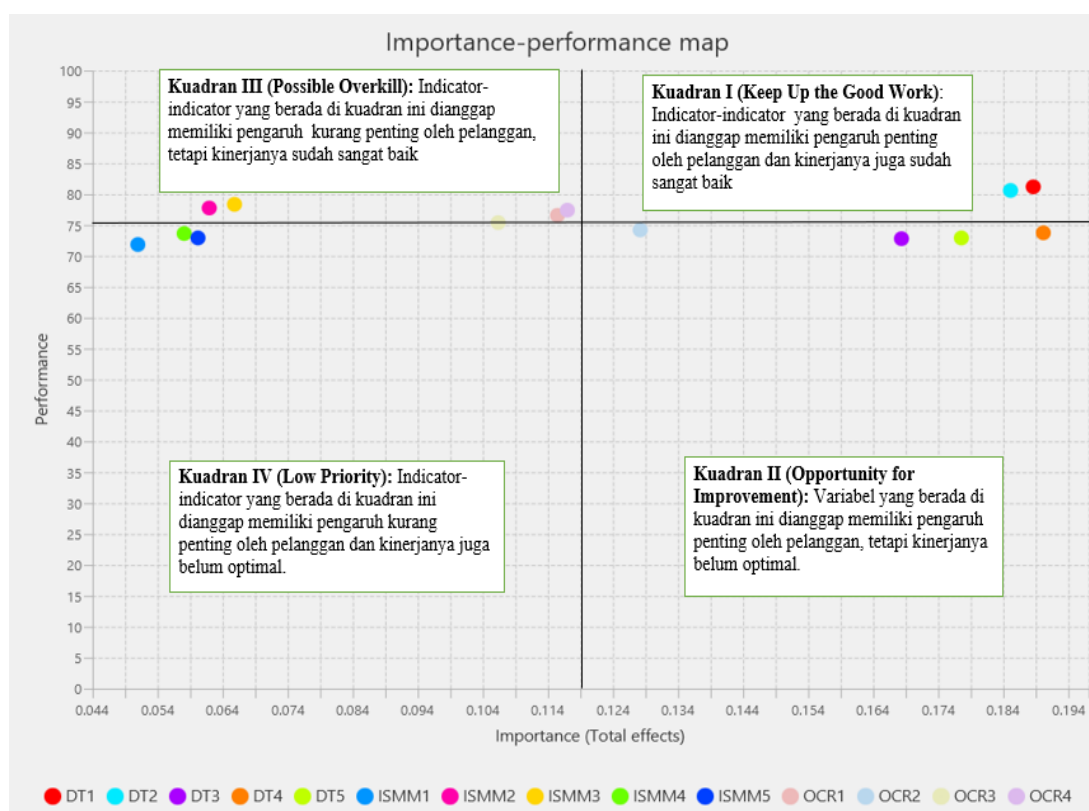 Importance-performance map
Kuadran III (Possible Overkill): Indicator-
indicator yang berada di kuadran ini dianggap
memiliki pengaruh kurang penting oleh pelanggan,
tetapi kinerjanya sudah sangat baik
Kuadran I (Keep Up the Good Work):
Indicator-indicator yang berada di kuadran
ini dianggap memiliki pengaruh penting
oleh pelanggan dan kinerjanya juga sudah
sangat baik
Kuadran IV (Low Priority): Indicator-
indicator yang berada di kuadran ini
dianggap memiliki pengaruh kurang
penting oleh pelanggan dan kinerjanya juga
belum optimal.
Kuadran II (Opportunity for
Improvement): Variabel yang berada di
kuadran ini dianggap memiliki pengaruh
penting oleh pelanggan, tetapi kinerjanya
belum optimal.
Performance
100
95
90
85
80
75
70
65
60
55
50
45
40
35
30
25
20
15
10
5
0
0.044 0.054 0.064 0.074 0.084 0.094 0.104 0.114 0.124 0.134 0.144 0.154 0.164 0.174 0.184 0.194
Importance (Total effects)
DT1 DT2 DT3 DT4 DT5 ISMM1 ISMM2 ISMM3 ISMM4 ISMM5 OCR1 OCR2 OCR3 OCR4